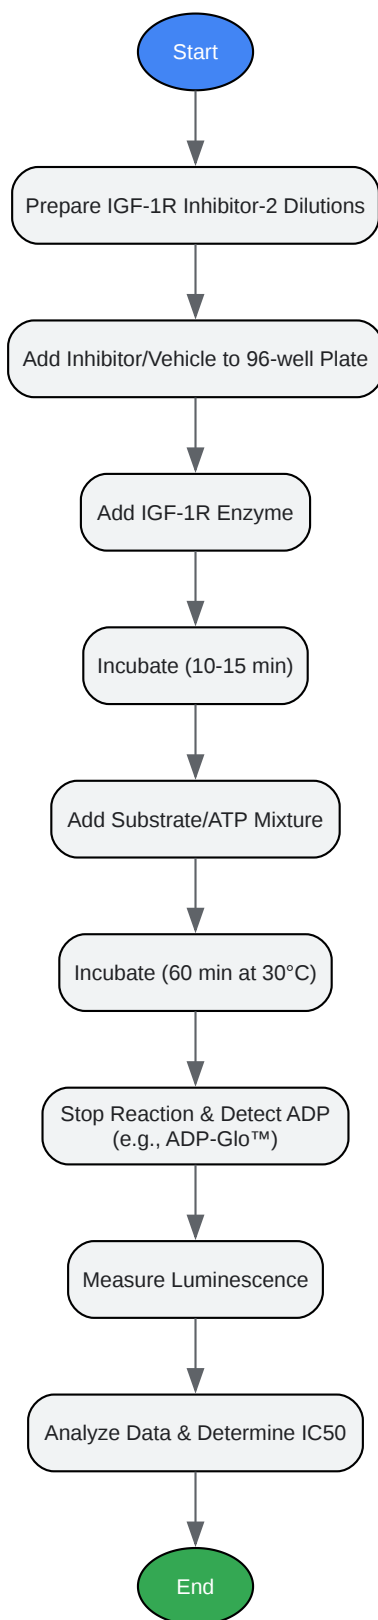 Start
Prepare IGF-1R Inhibitor-2 Dilutions
Add Inhibitor/Vehicle to 96-well Plate
Add IGF-1R Enzyme
Incubate (10-15 min)
Add Substrate/ATP Mixture
Incubate (60 min at 30°C)
Stop Reaction & Detect ADP
(e.g., ADP-Glo™)
Measure Luminescence
Analyze Data & Determine IC50
End